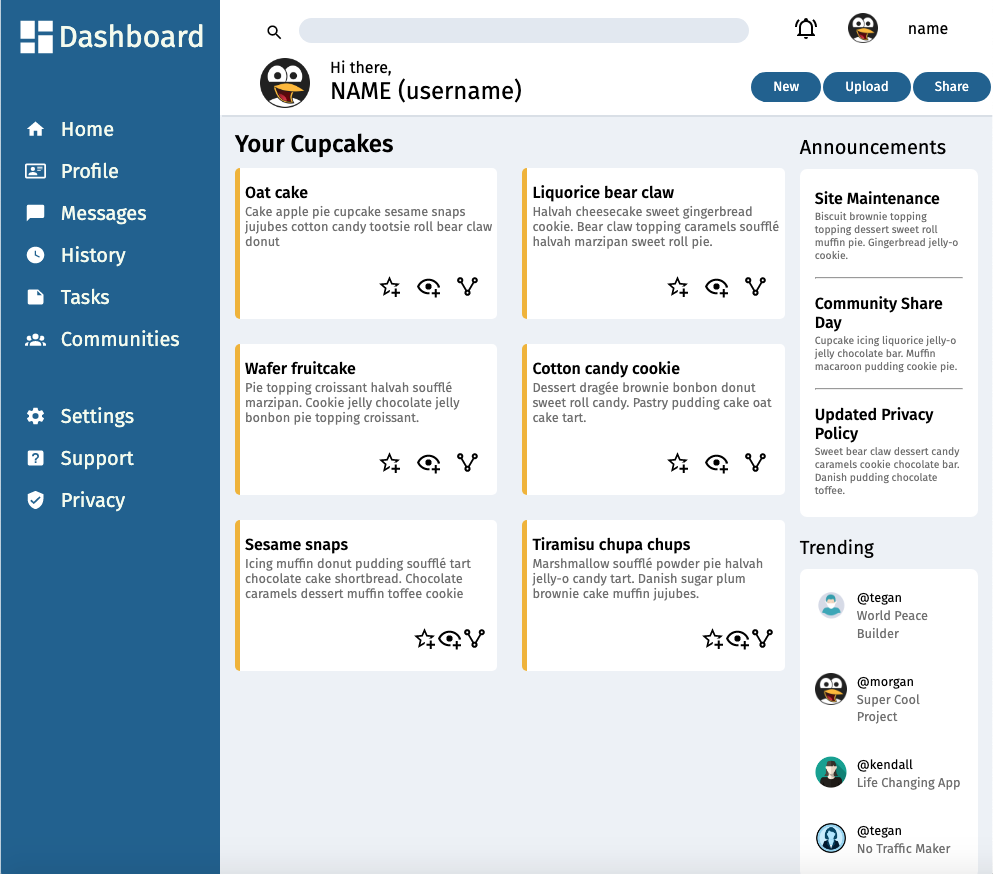 Dashboard
Home
Profile
Messages
History
Tasks
Communities
Settings
Support
Privacy
name
Hi there,
NAME (username)
New
Upload
Share
Your Cupcakes
Oat cake
Cake apple pie cupcake sesame snaps
jujubes cotton candy tootsie roll bear claw
donut
Liquorice bear claw
Halvah cheesecake sweet gingerbread
cookie. Bear claw topping caramels soufflé
halvah marzipan sweet roll pie.
Wafer fruitcake
Pie topping croissant halvah soufflé
marzipan. Cookie jelly chocolate jelly
bonbon pie topping croissant.
Cotton candy cookie
Dessert dragée brownie bonbon donut
sweet roll candy. Pastry pudding cake oat
cake tart.
Sesame snaps
Icing muffin donut pudding soufflé tart
chocolate cake shortbread. Chocolate
caramels dessert muffin toffee cookie
Tiramisu chupa chups
Marshmallow soufflé powder pie halvah
jelly-o candy tart. Danish sugar plum
brownie cake muffin jujubes.
Announcements
Site Maintenance
Biscuit brownie topping
topping dessert sweet roll
muffin pie. Gingerbread jelly-o
cookie.
Community Share
Day
Cupcake icing liquorice jelly-o
jelly chocolate bar. Muffin
macaroon pudding cookie pie.
Updated Privacy
Policy
Sweet bear claw dessert candy
caramels cookie chocolate bar.
Danish pudding chocolate
toffee.
Trending
@tegan
World Peace
Builder
@morgan
Super Cool
Project
@kendall
Life Changing App
@tegan
No Traffic Maker